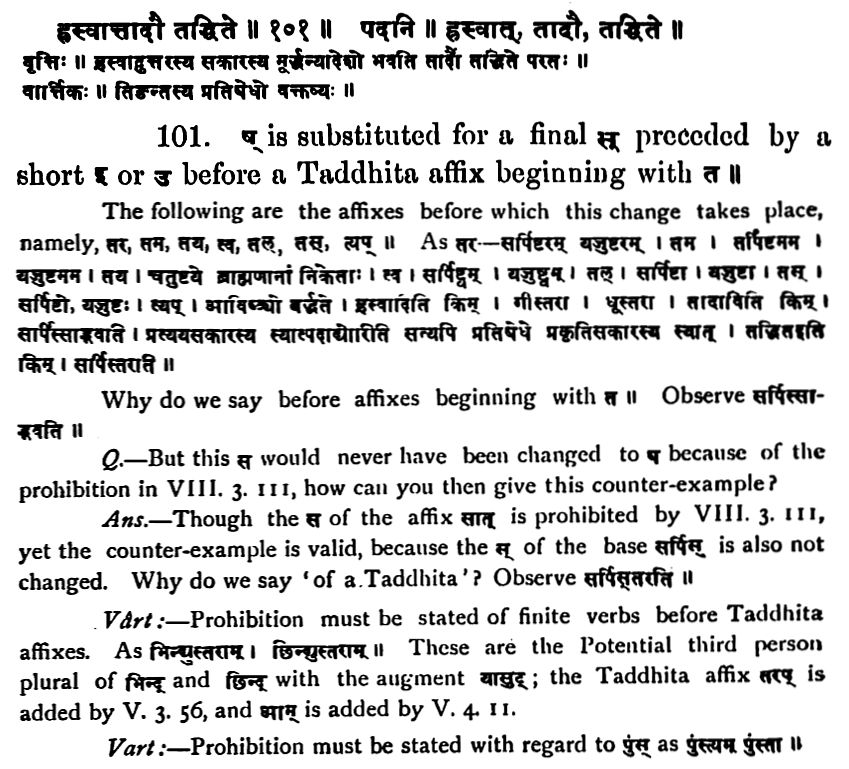 ह्रस्वात्तादौ तद्धिते ॥ १०१ ॥ पदनि ॥ ह्रस्वात्, तादौ, तद्धिते ॥
वृत्तिः ॥ ह्रस्वादुत्तरस्य सकारस्य मूर्द्धन्यादेशो भवति तादौ तद्धिते परतः ॥
वार्त्तिकः ॥ तिङन्तस्य प्रतिषेधो वक्तव्यः ॥
101. ष् is substituted for a final स् preceded by a
short इ or उ before a Taddhita affix beginning with त ॥
The following are the affixes before which this change takes place,
namely, तर, तम, तय, त्व, तल्, तस्, त्यप् ॥ As तर—सर्पिष्टरम् यजुष्टरम् । तम । सर्पिष्टमम ।
यजुष्टमम । तय । चतुष्टये ब्राह्मणानां निकेताः । त्व । सर्पिष्ट्वम् । यजुष्ट्वम् । तल् । सर्पिष्टा । यजुष्टा । तस् ।
सर्पिष्टो, यजुष्टः । त्यप् । आविष्ट्यो वर्द्धते । ह्रस्वादिति किम् । गीस्तरा । धूस्तरा । तादाविति किम् ।
सर्पिस्साद्भवति । प्रत्ययसकारस्य स्यात्पदाद्योरिति सत्यपि प्रतिषेधे प्रकृतिसकारस्य स्यात् । तद्धितइति
किम् । सर्पिस्तरति ॥
Why do we say before affixes beginning with त ॥ Observe सर्पिस्सा-
द्भवति ॥
Q.—But this स would never have been changed to ष because of the
prohibition in VIII. 3. 111, how can you then give this counter-example?
Ans.—Though the स of the affix सात् is prohibited by VIII. 3. 111,
yet the counter-example is valid, because the स् of the base सर्पिस् is also not
changed. Why do we say 'of a Taddhita'? Observe सर्पिस्तरति ॥
Vârt:—Prohibition must be stated of finite verbs before Taddhita
affixes. As भिन्द्युस्तराम् । छिन्द्युस्तराम् ॥ These are the Potential third person
plural of भिन्द् and छिन्द् with the augment यासुट् ; the Taddhita affix तरप् is
added by V. 3. 56, and आम् is added by V. 4. 11.
Vart:—Prohibition must be stated with regard to पुंस् as पुंस्त्वम् पुंस्ता ॥